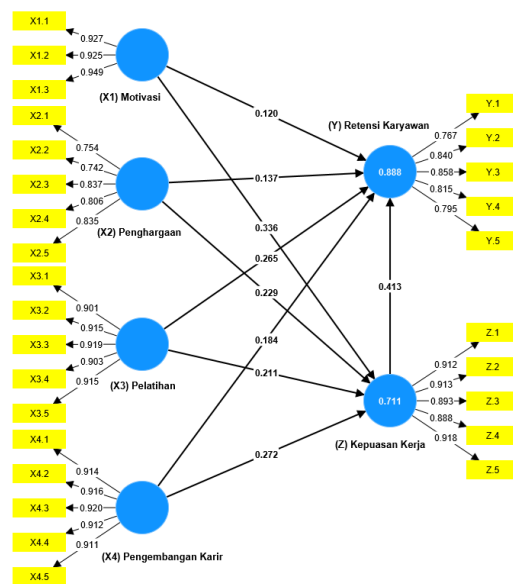 X1.1
0.927
X1.2
0.925
X1.3
0.949
(X1) Motivasi
X2.1
0.754
X2.2
0.742
X2.3
0.837
X2.4
0.806
X2.5
0.835
(X2) Penghargaan
X3.1
0.901
X3.2
0.915
X3.3
0.919
X3.4
0.903
X3.5
0.915
(X3) Pelatihan
X4.1
0.914
X4.2
0.916
X4.3
0.920
X4.4
0.912
X4.5
0.911
(X4) Pengembangan Karir
0.120
0.137
0.336
0.265
0.229
0.184
0.211
0.272
0.413
(Y) Retensi Karyawan
0.888
Y.1
0.767
Y.2
0.840
Y.3
0.858
Y.4
0.815
Y.5
0.795
0.711
(Z) Kepuasan Kerja
Z.1
0.912
Z.2
0.913
Z.3
0.893
Z.4
0.888
Z.5
0.918